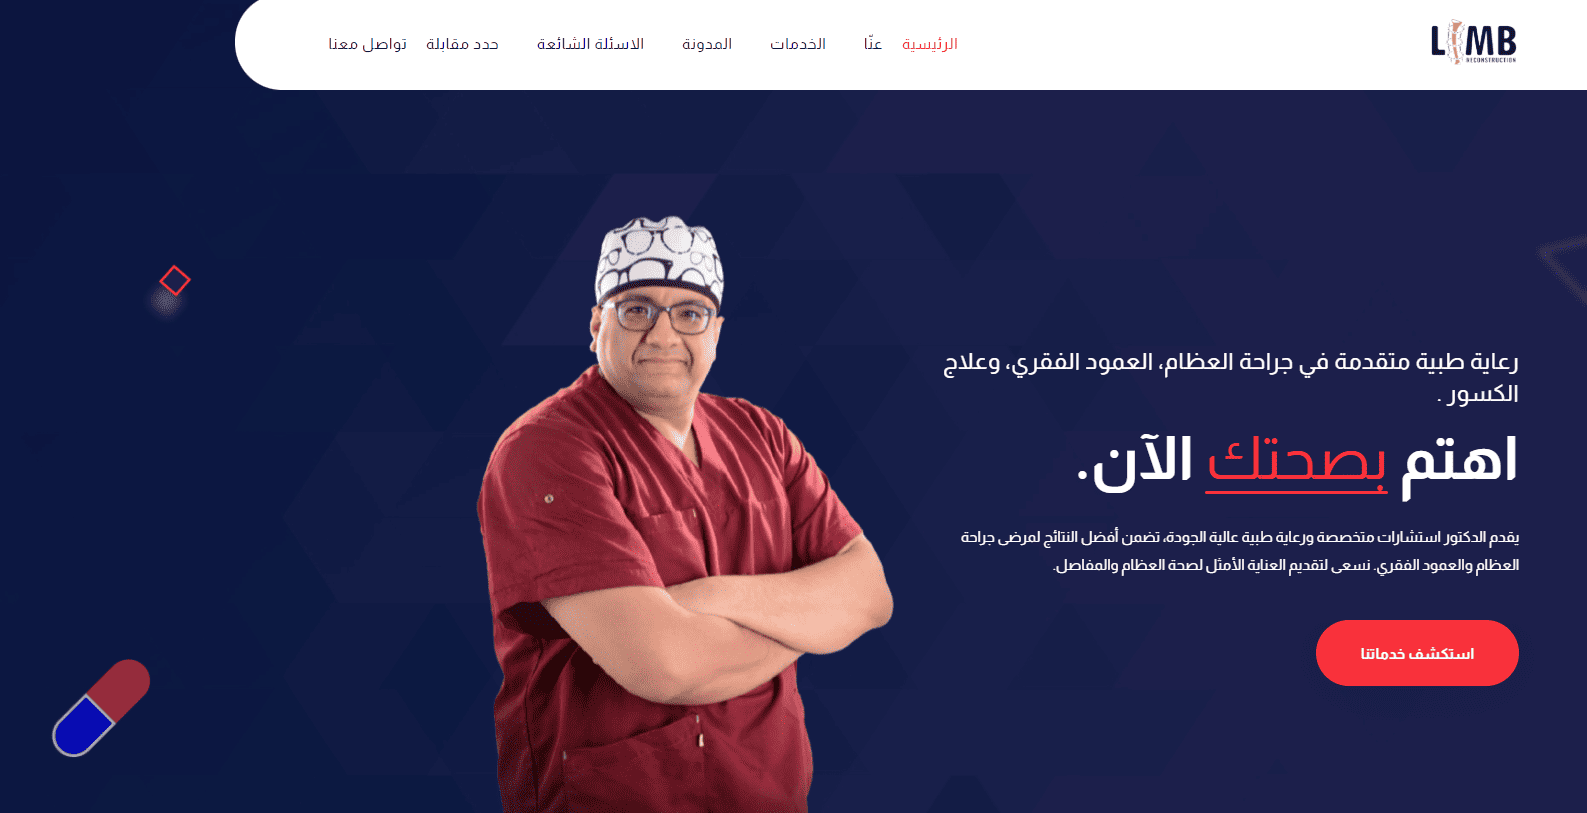 LIMB
RECONSTRUCTION
الرئيسية
عنّا
الخدمات
المدونة
الاسئلة الشائعة
حدد مقابلة
تواصل معنا
رعاية طبية متقدمة في جراحة العظام، العمود الفقري، وعلاج
الكسور .
اهتم بصحتك الآن.
يقدم الدكتور استشارات متخصصة ورعاية طبية عالية الجودة، تضمن أفضل النتائج لمرضى جراحة
العظام والعمود الفقري. نسعى لتقديم العناية الأمثل لصحة العظام والمفاصل.
استكشف خدماتنا